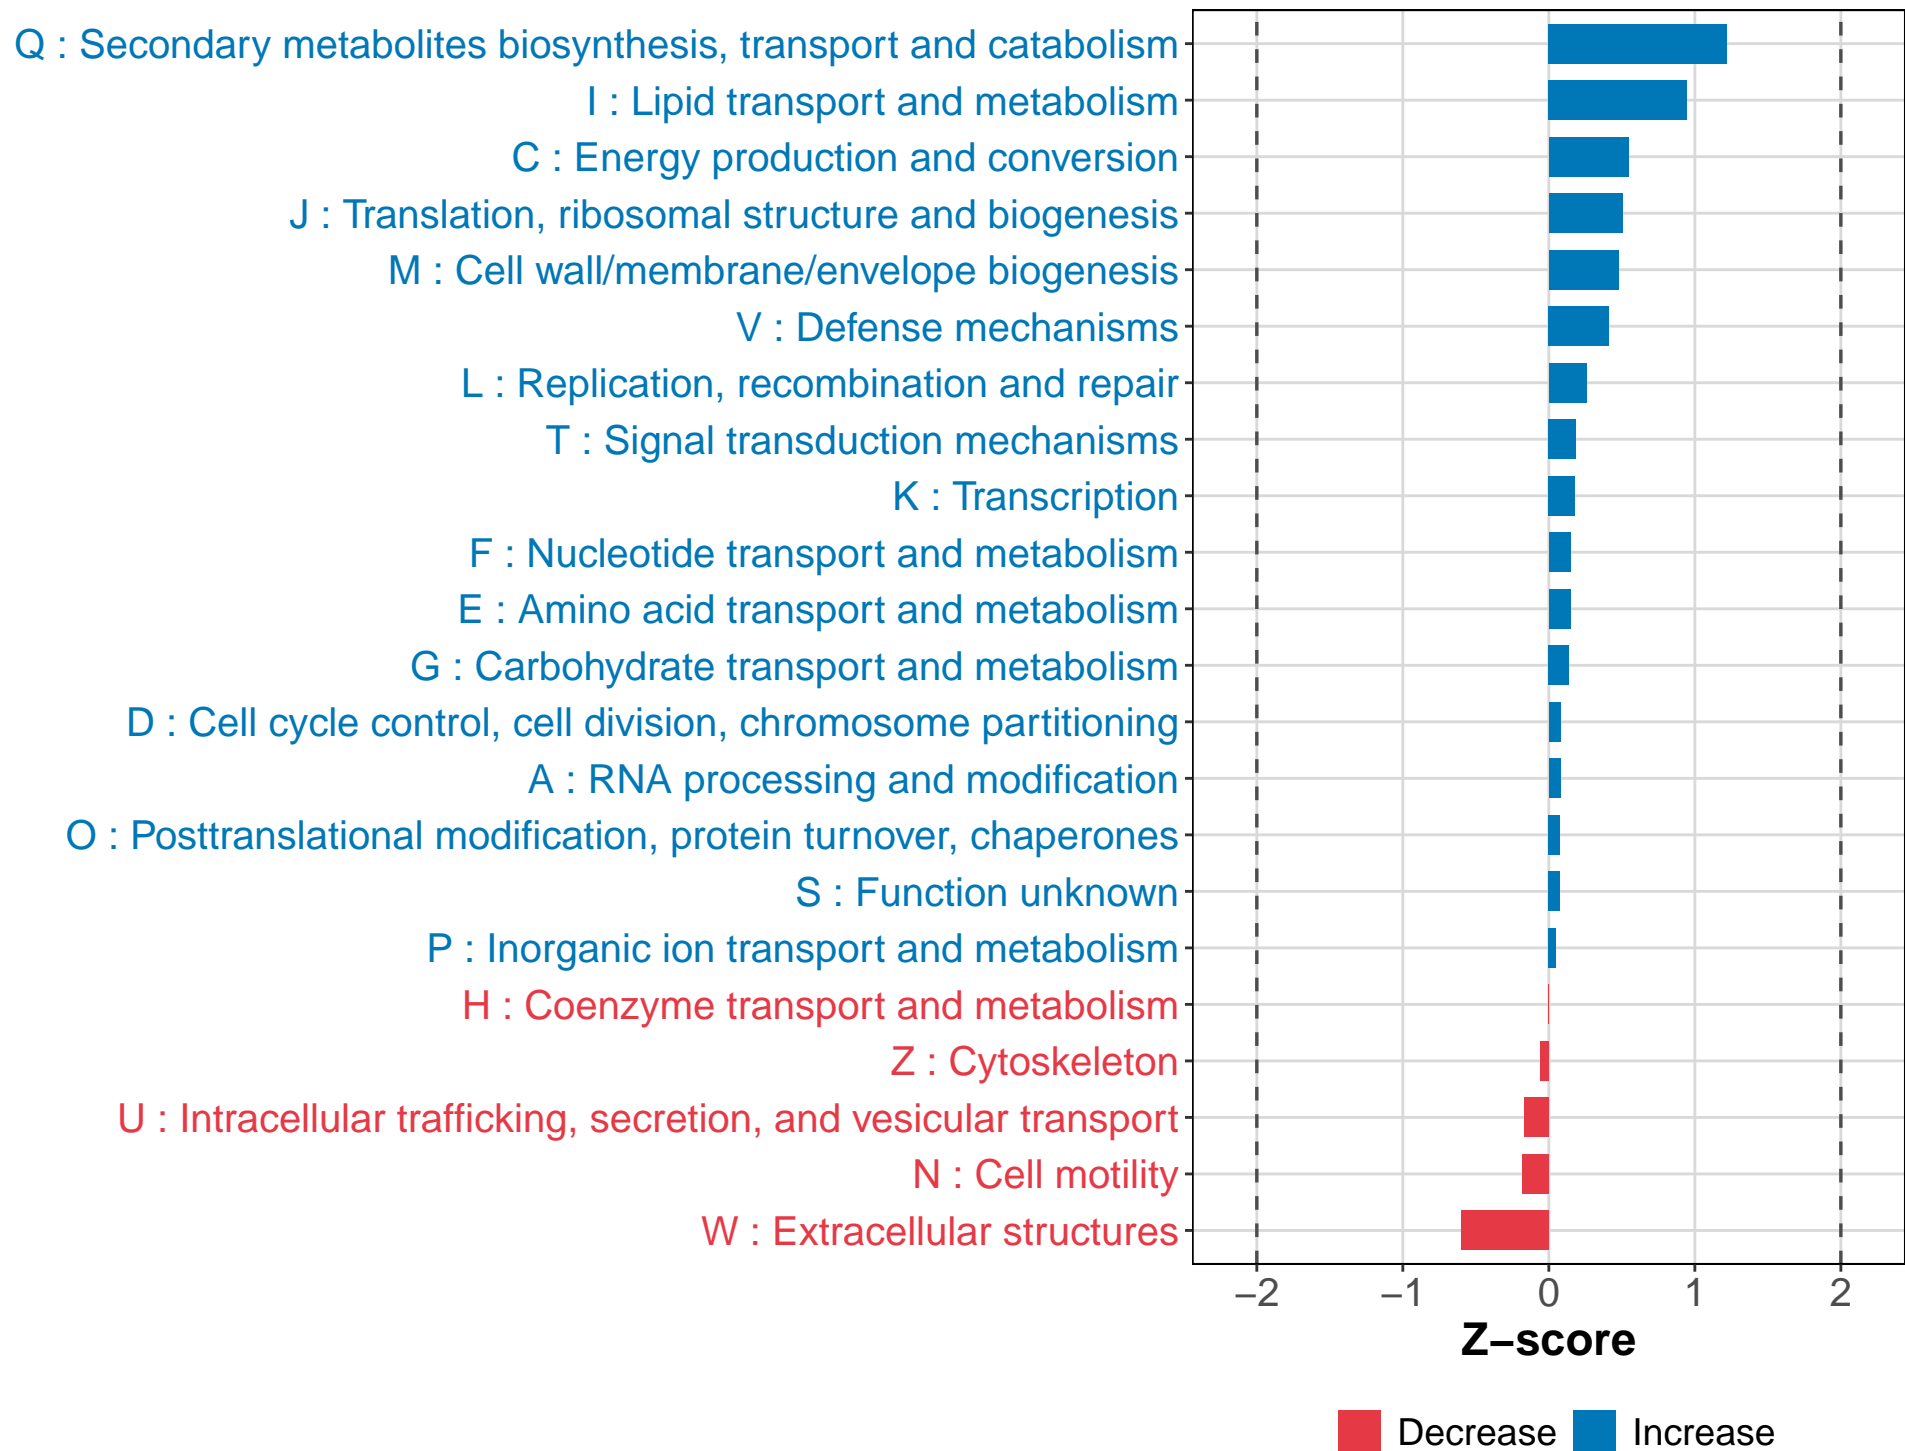 Q : Secondary metabolites biosynthesis, transport and catabolism
I : Lipid transport and metabolism
C : Energy production and conversion
J : Translation, ribosomal structure and biogenesis
M : Cell wall/membrane/envelope biogenesis
V : Defense mechanisms
L : Replication, recombination and repair
T : Signal transduction mechanisms
K : Transcription
F : Nucleotide transport and metabolism
E : Amino acid transport and metabolism
G : Carbohydrate transport and metabolism
D : Cell cycle control, cell division, chromosome partitioning
A : RNA processing and modification
O : Posttranslational modification, protein turnover, chaperones
S : Function unknown
P : Inorganic ion transport and metabolism
H : Coenzyme transport and metabolism
Z : Cytoskeleton
U : Intracellular trafficking, secretion, and vesicular transport
N : Cell motility
W : Extracellular structures
−2 −1 0 1 2
Z−score
Decrease Increase